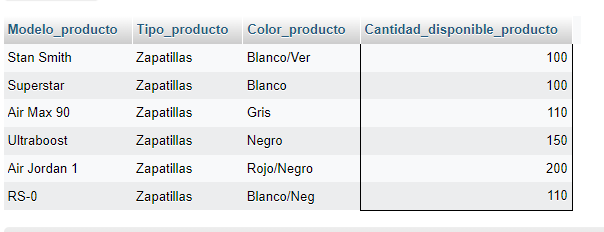 Modelo_producto Tipo_producto Color_producto Cantidad_disponible_producto
Stan Smith Zapatillas Blanco/Ver 100
Superstar Zapatillas Blanco 100
Air Max 90 Zapatillas Gris 110
Ultraboost Zapatillas Negro 150
Air Jordan 1 Zapatillas Rojo/Negro 200
RS-0 Zapatillas Blanco/Neg 110